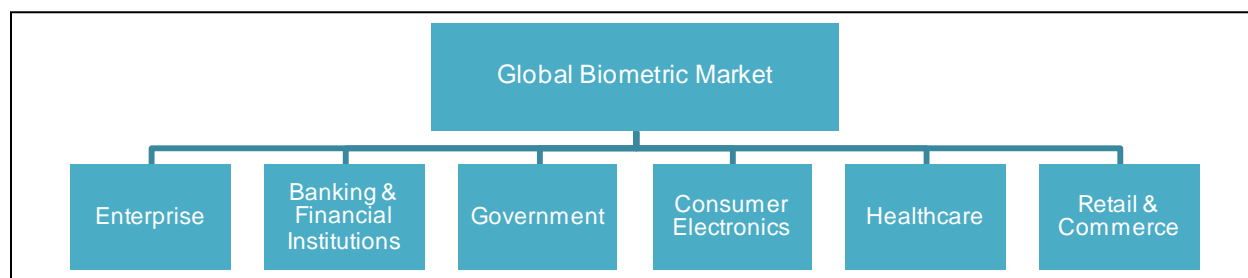 Global Biometric Market
Enterprise
Banking &
Financial
Institutions
Government
Consumer
Electronics
Healthcare
Retail &
Commerce